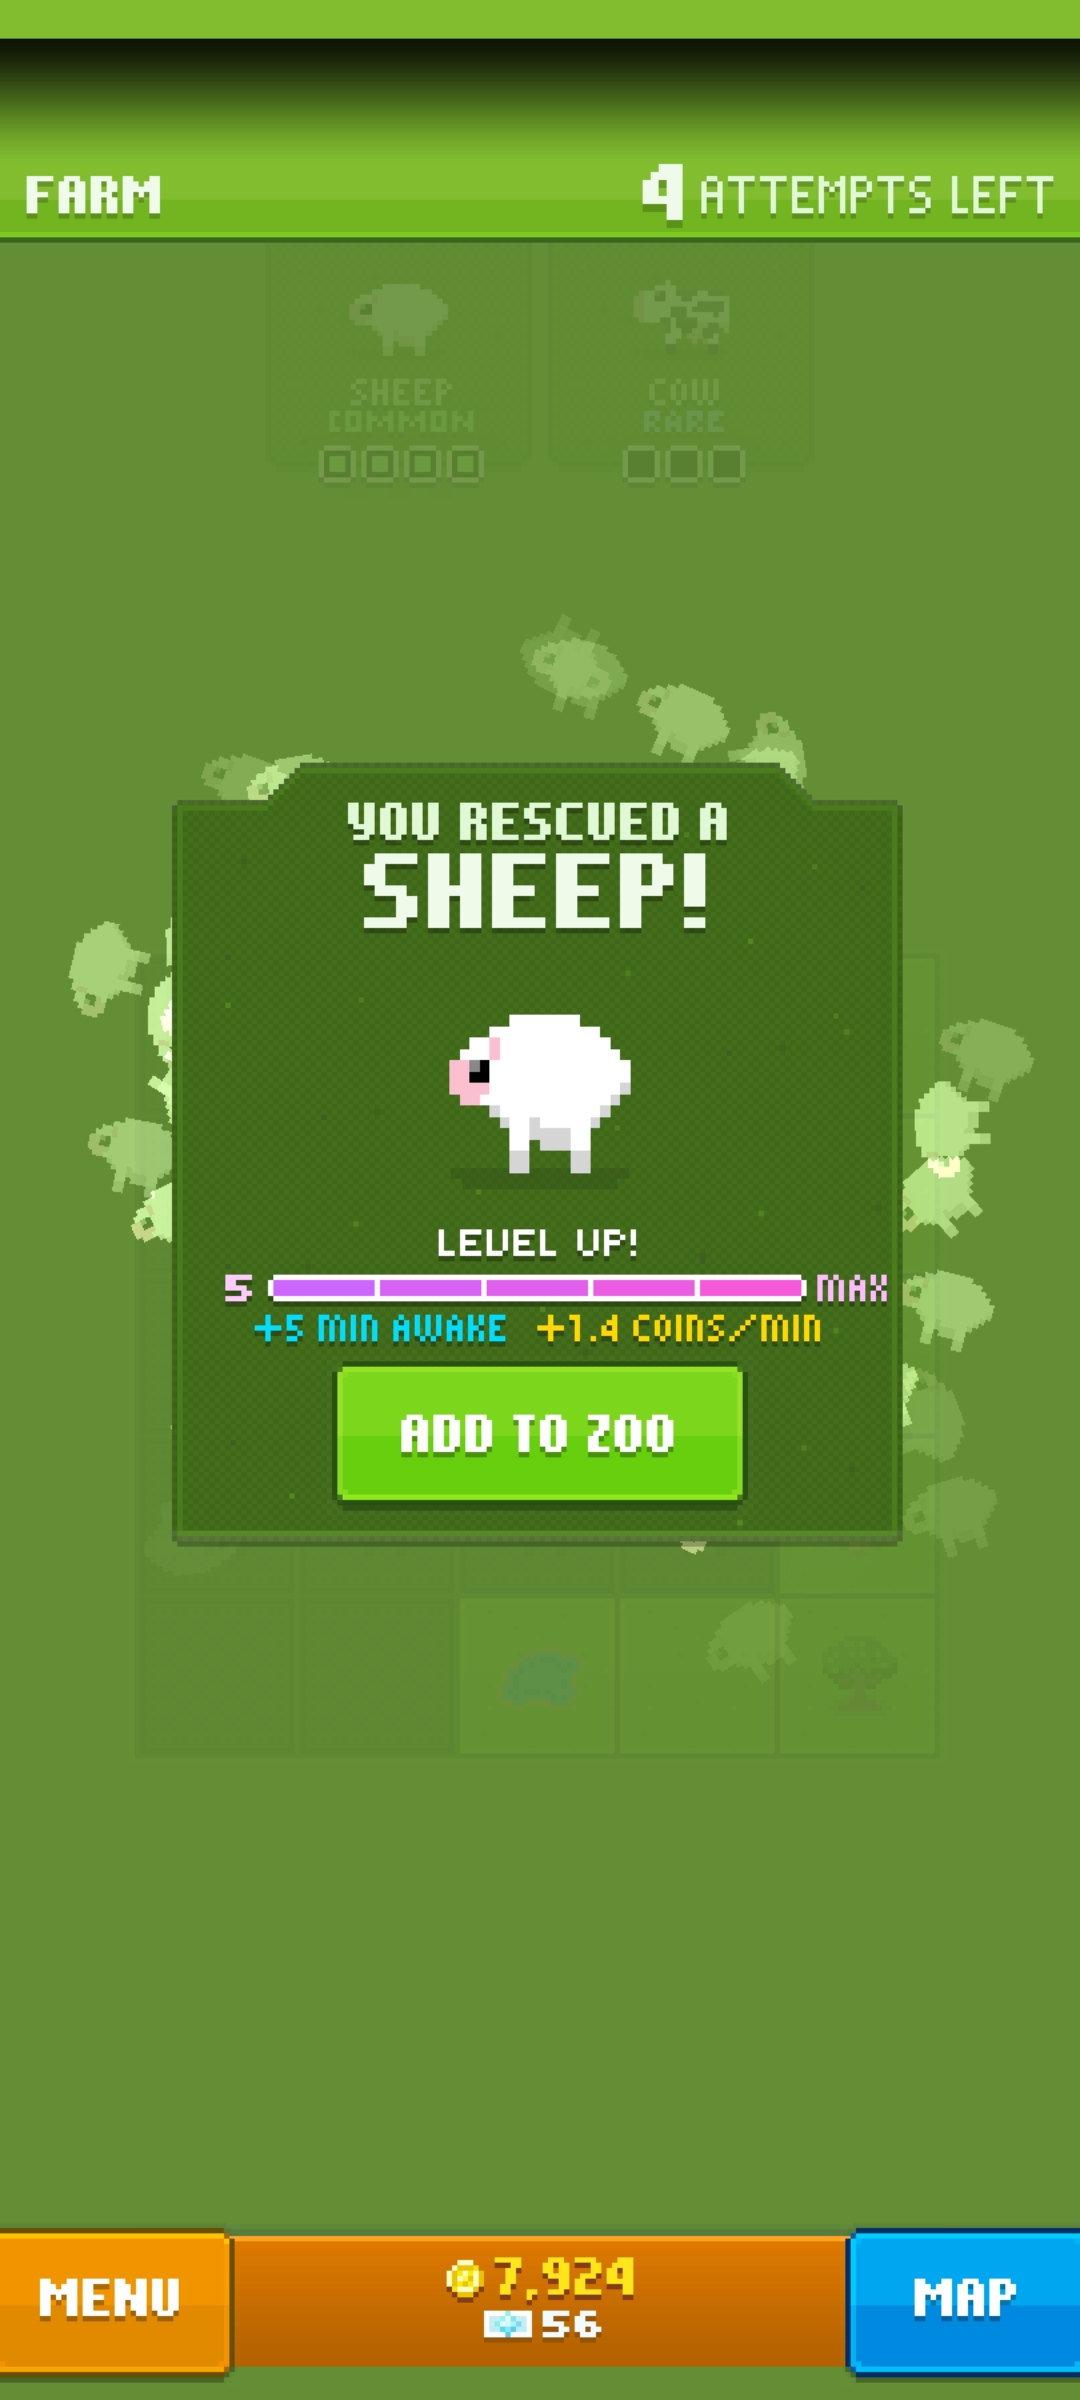 FARM
4 ATTEMPTS LEFT
SHEEP
COMMON
COW
RARE
YOU RESCUED A
SHEEP!
LEVEL UP!
5 MAX
+5 MIN AWAKE +1.4 COINS/MIN
ADD TO ZOO
MENU
7,924
56
MAP